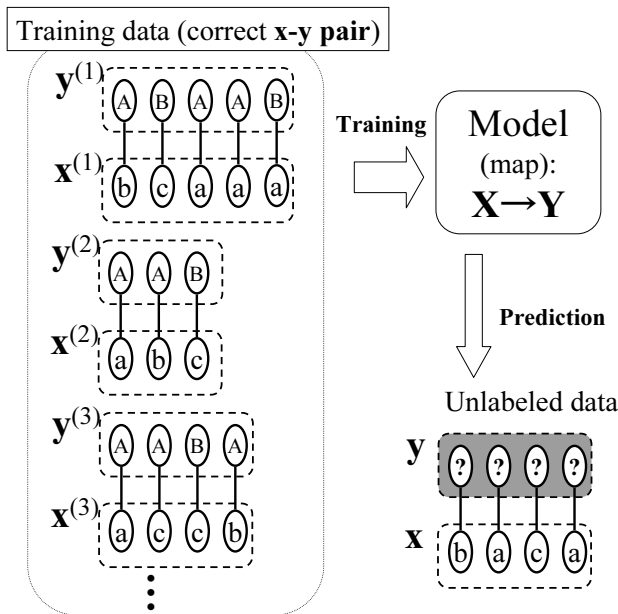 Training data (correct x-y pair)
y(1)
A B A A B
x(1)
b c a a a
y(2)
A A B
x(2)
a b c
y(3)
A A B A
x(3)
a c c b
Training
Model
(map):
X→Y
Prediction
Unlabeled data
y
? ? ? ?
x
b a c a